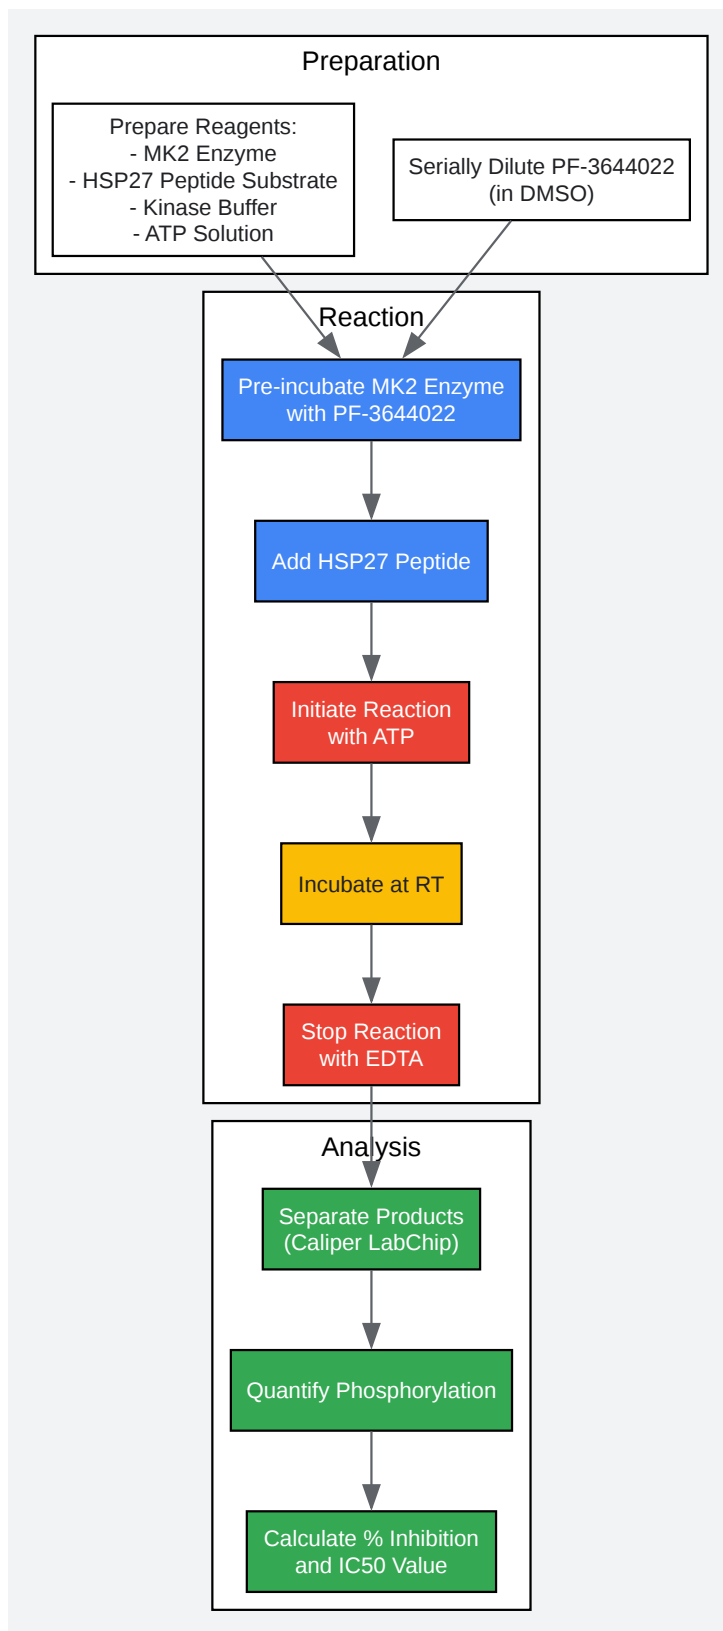 Preparation
Prepare Reagents:
- MK2 Enzyme
- HSP27 Peptide Substrate
- Kinase Buffer
- ATP Solution
Serially Dilute PF-3644022
(in DMSO)
Reaction
Pre-incubate MK2 Enzyme
with PF-3644022
Add HSP27 Peptide
Initiate Reaction
with ATP
Incubate at RT
Stop Reaction
with EDTA
Analysis
Separate Products
(Caliper LabChip)
Quantify Phosphorylation
Calculate % Inhibition
and IC50 Value